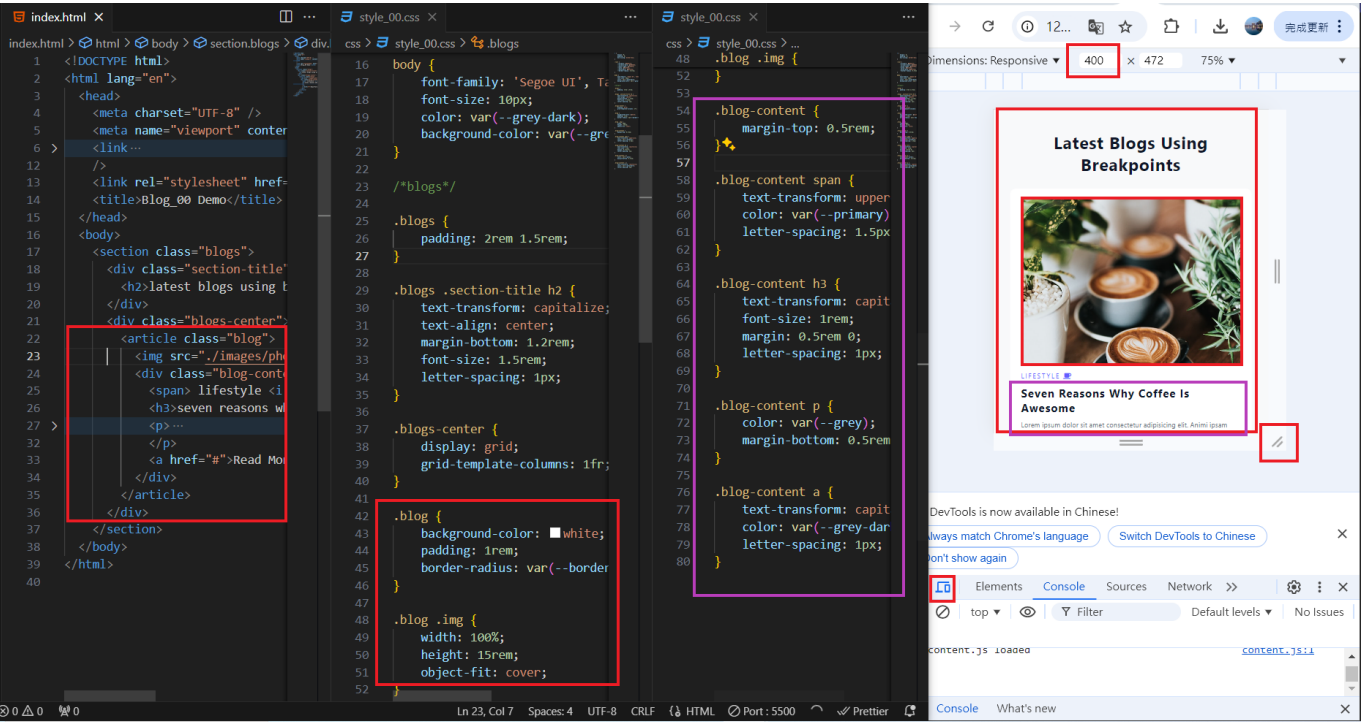 index.html
index.html > html > body > section.blogs > div.
1 <!DOCTYPE html>
2 <html lang="en">
3 <head>
4 <meta charset="UTF-8" />
5 <meta name="viewport" conten
6 <link…
12 />
13 <link rel="stylesheet" href=
14 <title>Blog_00 Demo</title>
15 </head>
16 <body>
17 <section class="blogs">
18 <div class="section-title"
19 <h2>latest blogs using b
20 </div>
21 <div class="blogs-center">
22 <article class="blog">
23 <img src="./images/pho
24 <div class="blog-conte
25 <span> lifestyle <i
26 <h3>seven reasons wh
27 <p>…
32 </p>
33 <a href="#">Read Mor
34 </div>
35 </article>
36 </div>
37 </section>
38 </body>
39 </html>
40
style_00.css
css > style_00.css > .blogs
16 body {
17 font-family: 'Segoe UI', Ta
18 font-size: 10px;
19 color: var(--grey-dark);
20 background-color: var(--gre
21 }
22
23 /*blogs*/
24
25 .blogs {
26 padding: 2rem 1.5rem;
27 }
28
29 .blogs .section-title h2 {
30 text-transform: capitalize;
31 text-align: center;
32 margin-bottom: 1.2rem;
33 font-size: 1.5rem;
34 letter-spacing: 1px;
35 }
36
37 .blogs-center {
38 display: grid;
39 grid-template-columns: 1fr;
40 }
41
42 .blog {
43 background-color: white;
44 padding: 1rem;
45 border-radius: var(--border
46 }
47
48 .blog .img {
49 width: 100%;
50 height: 15rem;
51 object-fit: cover;
52 }
style_00.css
css > style_00.css > ...
48 .blog .img {
52 }
53
54 .blog-content {
55 margin-top: 0.5rem;
56 }
57
58 .blog-content span {
59 text-transform: upper
60 color: var(--primary)
61 letter-spacing: 1.5px
62 }
63
64 .blog-content h3 {
65 text-transform: capit
66 font-size: 1rem;
67 margin: 0.5rem 0;
68 letter-spacing: 1px;
69 }
70
71 .blog-content p {
72 color: var(--grey);
73 margin-bottom: 0.5rem
74 }
75
76 .blog-content a {
77 text-transform: capit
78 color: var(--grey-dar
79 letter-spacing: 1px;
80 }
0 0 0
Ln 23, Col 7 Spaces: 4 UTF-8 CRLF HTML Port : 5500 Prettier
12... 完成更新
Dimensions: Responsive 400 × 472 75%
Latest Blogs Using
Breakpoints
LIFESTYLE
Seven Reasons Why Coffee Is
Awesome
Lorem ipsum dolor sit amet consectetur adipisicing elit. Animi ipsam
DevTools is now available in Chinese!
Always match Chrome's language Switch DevTools to Chinese
Don't show again
Elements Console Sources Network
top Filter Default levels No Issues
content.js loaded content.js:1
Console What's new